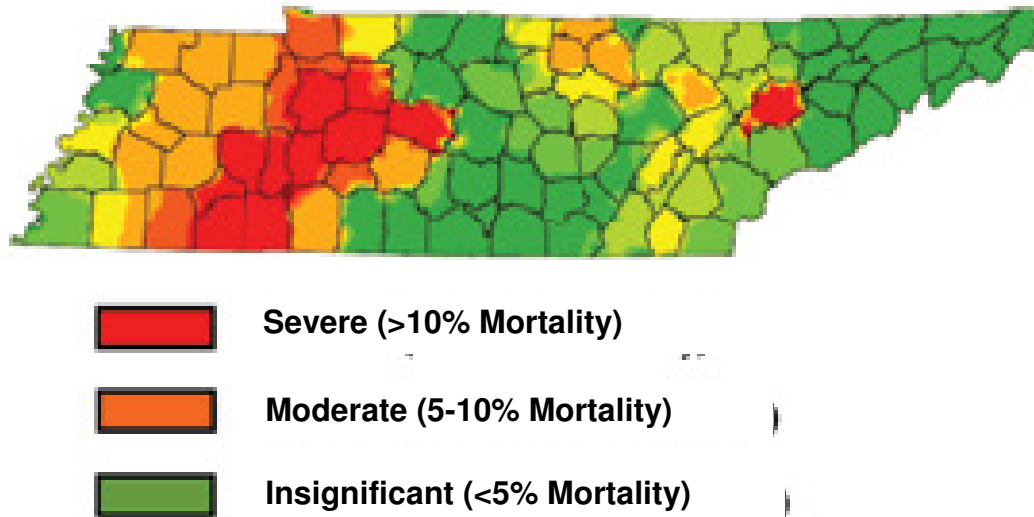 Severe (>10% Mortality)
Moderate (5-10% Mortality)
Insignificant (<5% Mortality)